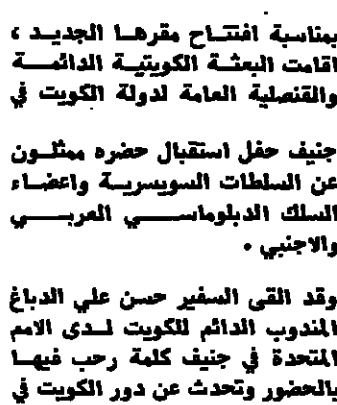 بمناسبة افتتاح مقرها الجديد ،
اقامت البعثة الكويتية الدائمة
والقنصلية العامة لدولة الكويت في
جنيف حفل استقبال حضره ممثلون
عن السلطات السويسرية واعضاء
السلك الدبلوماسي العربي
والاجنبي .
وقد القى السفير حسن علي الدباغ
المندوب الدائم للكويت لدى الامم
المتحدة في جنيف كلمة رحب فيها
بالحضور وتحدث عن دور الكويت في